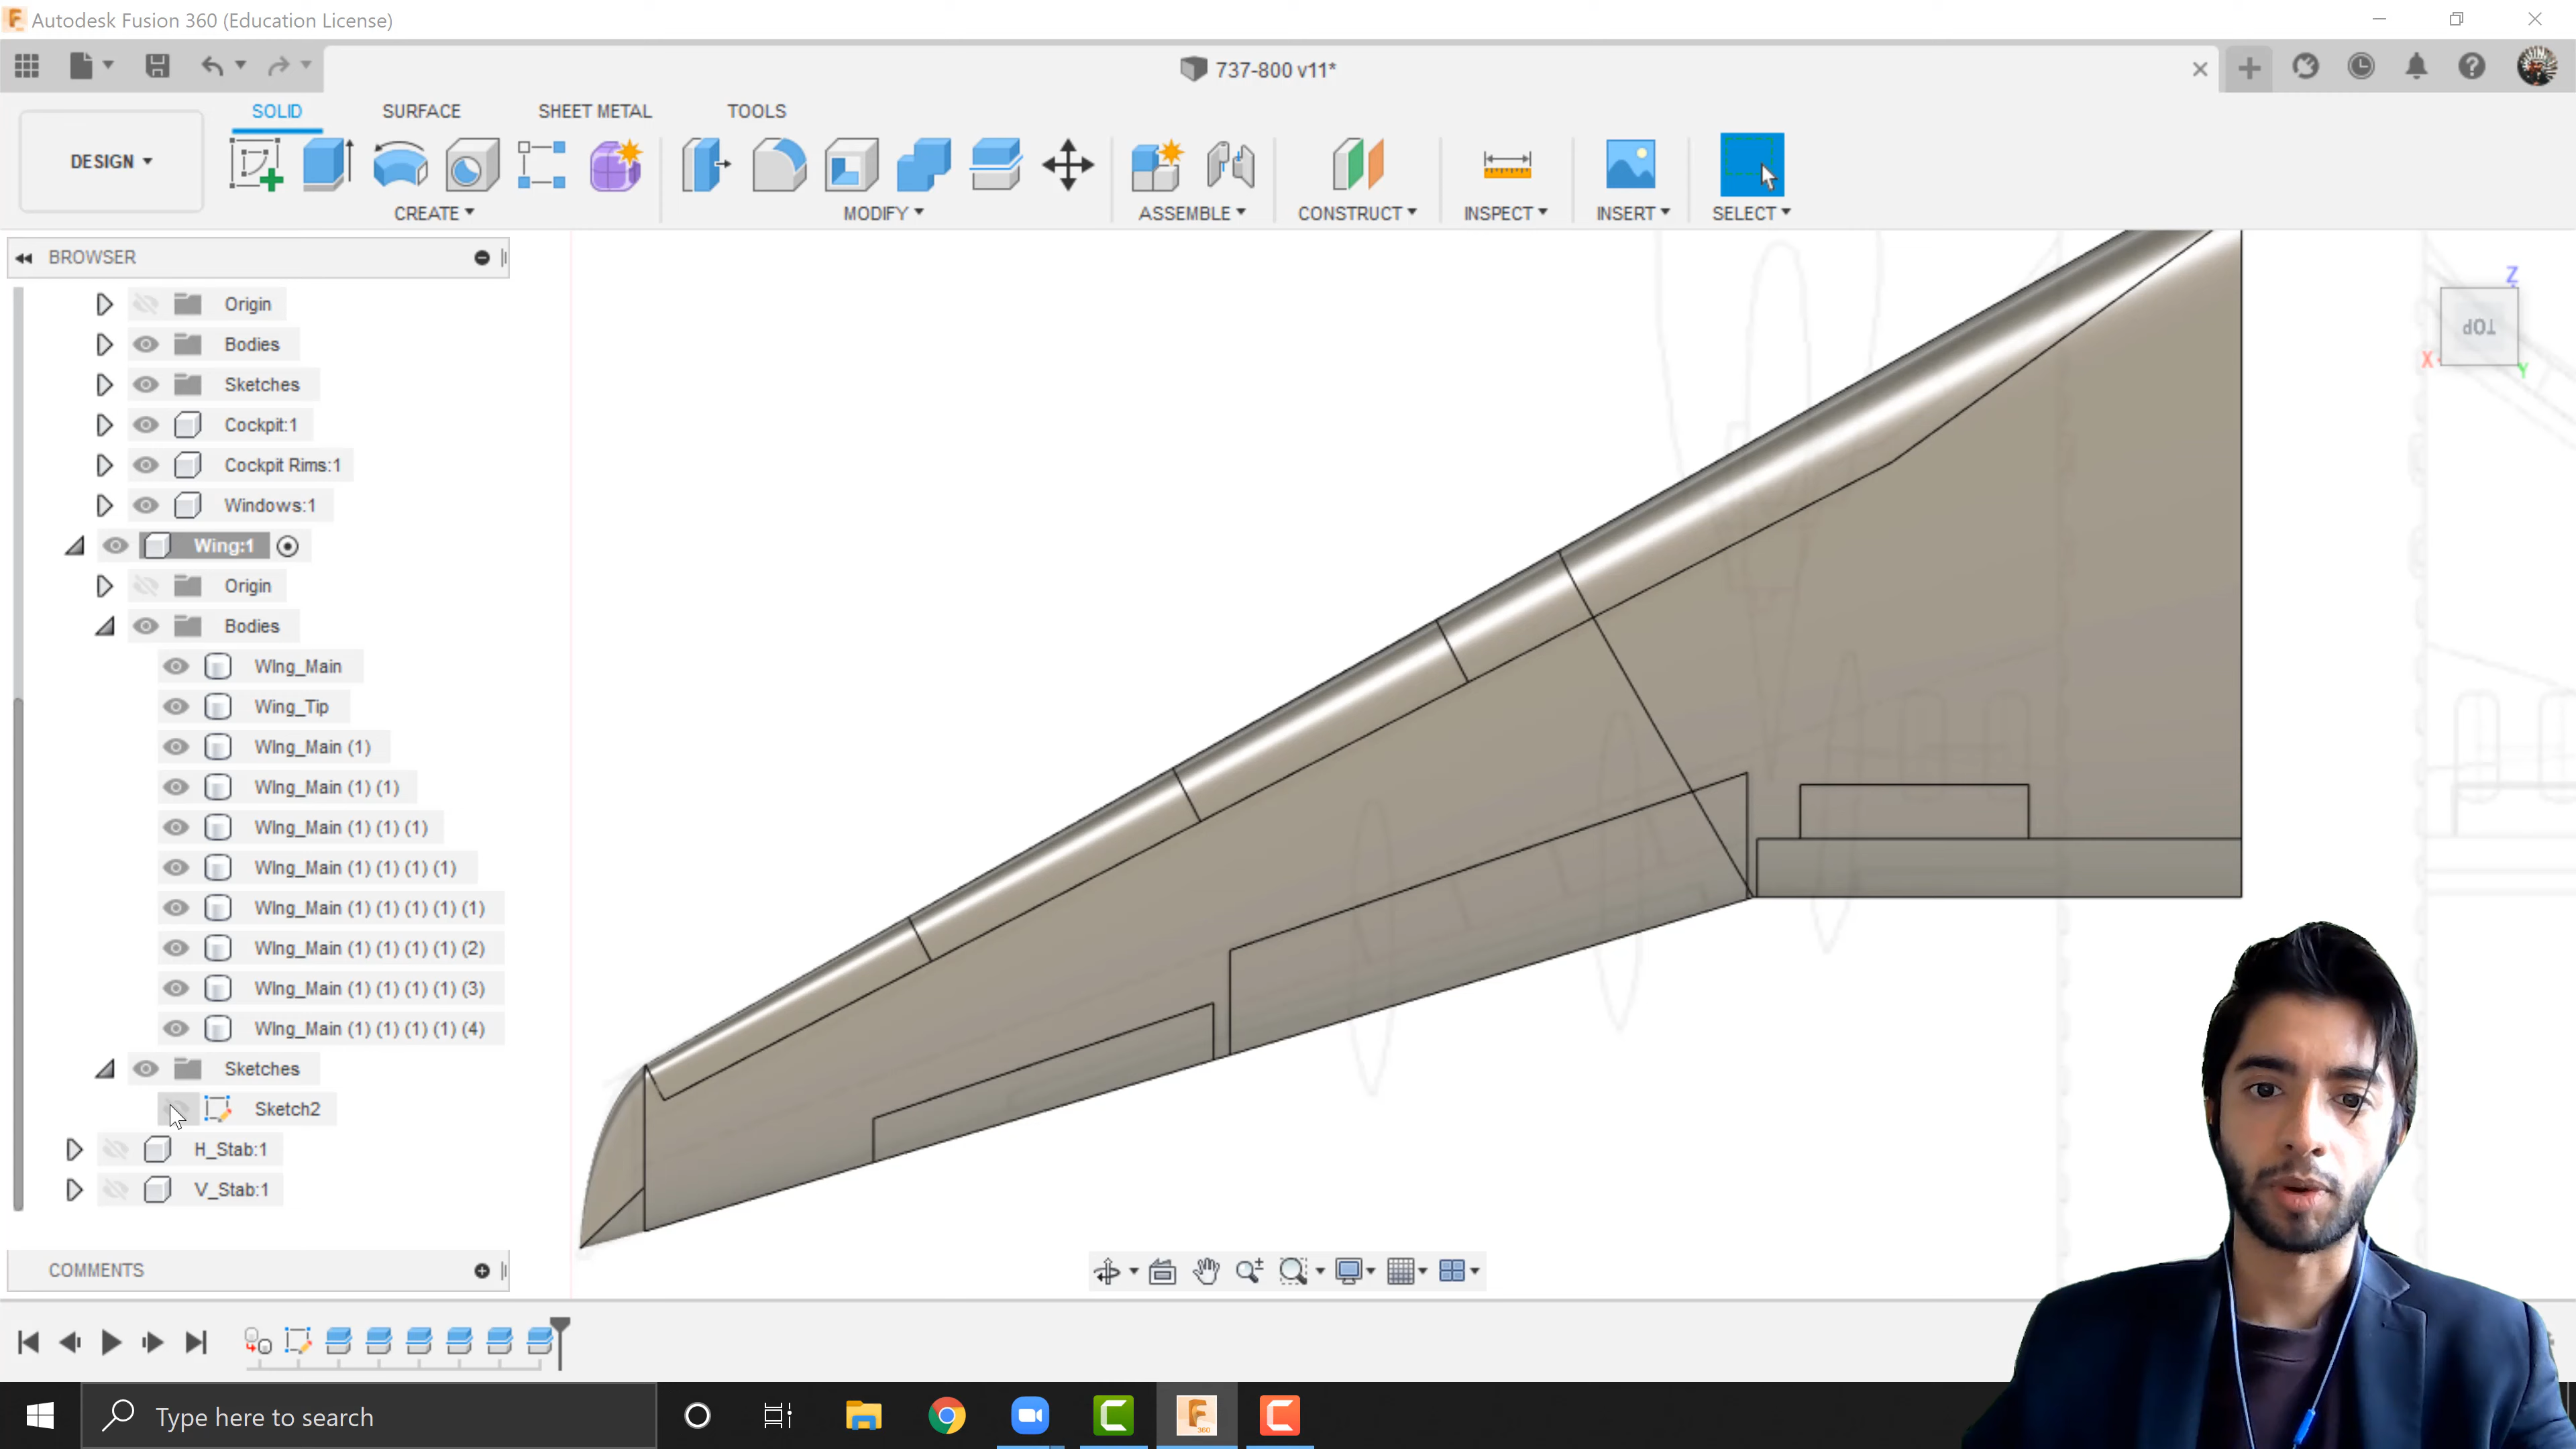 Autodesk Fusion 360 (Education License)
737-800 v11*
SOLID
SURFACE
SHEET METAL
TOOLS
DESIGN
CREATE
MODIFY
ASSEMBLE
CONSTRUCT
INSPECT
INSERT
SELECT
BROWSER
Origin
Bodies
Sketches
Cockpit:1
Cockpit Rims:1
Windows:1
Wing:1
Origin
Bodies
WIng_Main
Wing_Tip
WIng_Main (1)
WIng_Main (1) (1)
WIng_Main (1) (1) (1)
WIng_Main (1) (1) (1) (1)
WIng_Main (1) (1) (1) (1) (1)
WIng_Main (1) (1) (1) (1) (2)
WIng_Main (1) (1) (1) (1) (3)
WIng_Main (1) (1) (1) (1) (4)
Sketches
Sketch2
H_Stab:1
V_Stab:1
Z
TOP
X
Y
COMMENTS
Type here to search
F
360